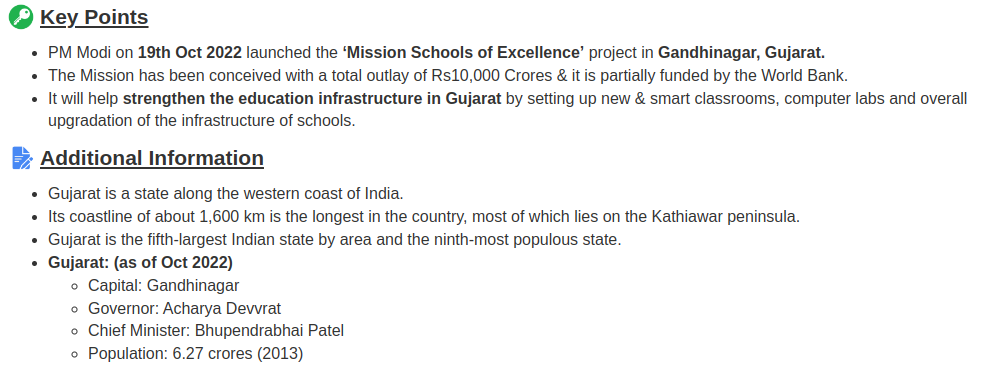 Key Points
• PM Modi on 19th Oct 2022 launched the ‘Mission Schools of Excellence’ project in Gandhinagar, Gujarat.
• The Mission has been conceived with a total outlay of Rs10,000 Crores & it is partially funded by the World Bank.
• It will help strengthen the education infrastructure in Gujarat by setting up new & smart classrooms, computer labs and overall
upgradation of the infrastructure of schools.
Additional Information
• Gujarat is a state along the western coast of India.
• Its coastline of about 1,600 km is the longest in the country, most of which lies on the Kathiawar peninsula.
• Gujarat is the fifth-largest Indian state by area and the ninth-most populous state.
• Gujarat: (as of Oct 2022)
◦ Capital: Gandhinagar
◦ Governor: Acharya Devvrat
◦ Chief Minister: Bhupendrabhai Patel
◦ Population: 6.27 crores (2013)